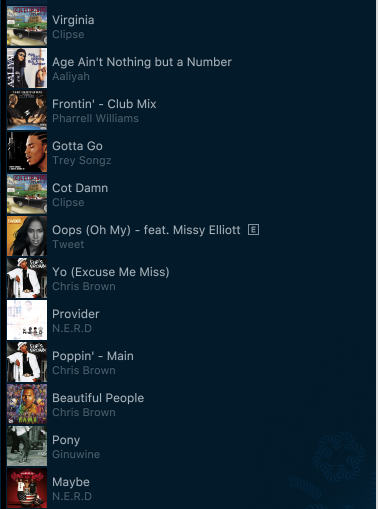 Virginia
Clipse
Age Ain't Nothing but a Number
Aaliyah
Frontin' - Club Mix
Pharrell Williams
Gotta Go
Trey Songz
Cot Damn
Clipse
Oops (Oh My) - feat. Missy Elliott E
Tweet
Yo (Excuse Me Miss)
Chris Brown
Provider
N.E.R.D
Poppin' - Main
Chris Brown
Beautiful People
Chris Brown
Pony
Ginuwine
Maybe
N.E.R.D